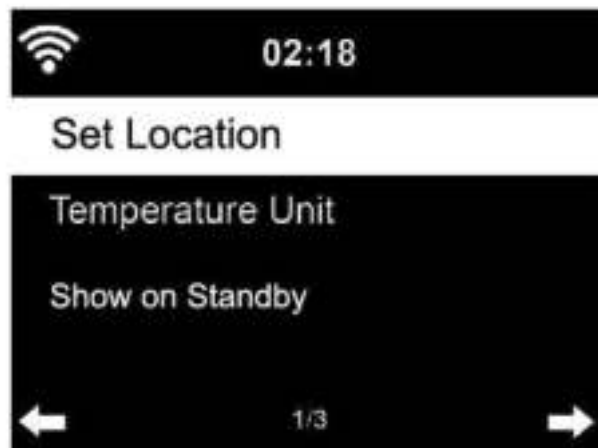 02:18
Set Location
Temperature Unit
Show on Standby
1/3